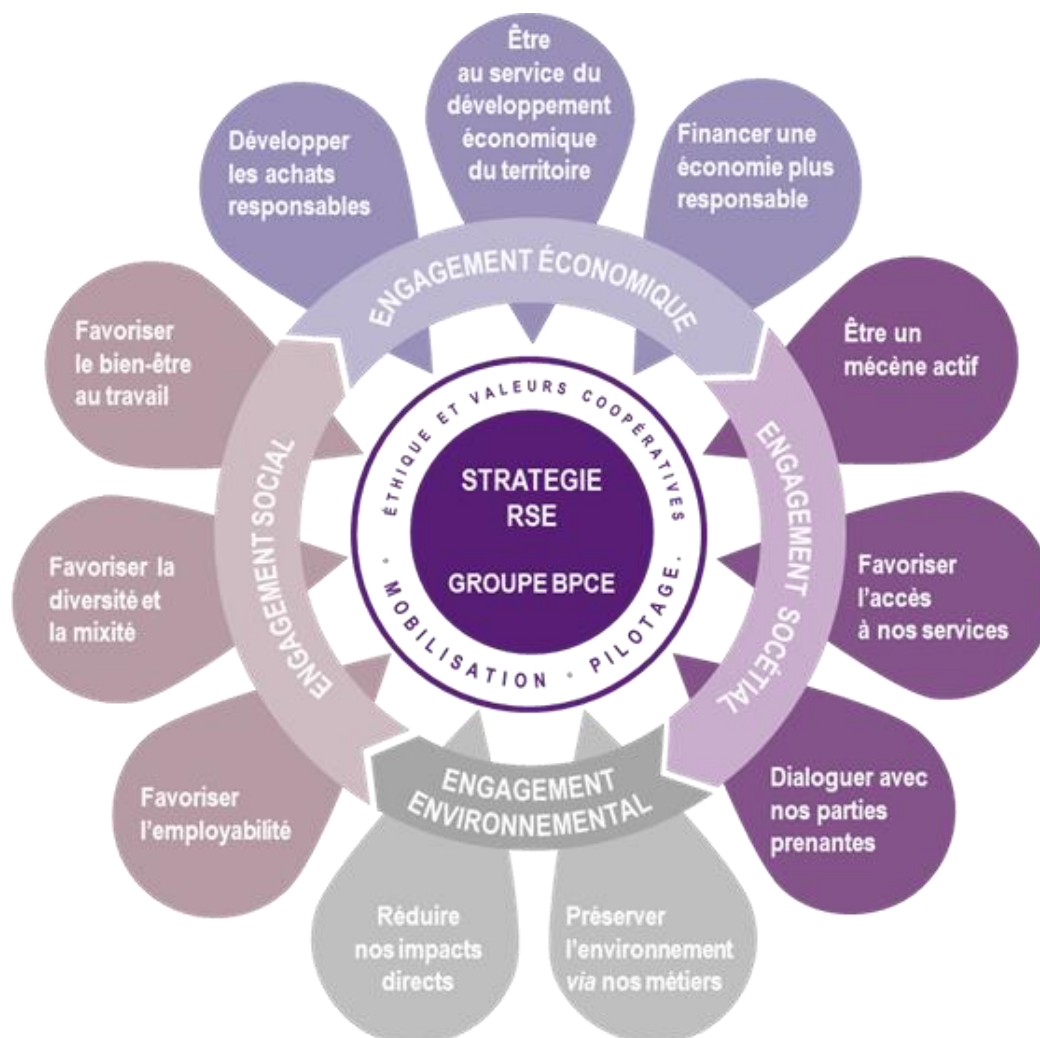 Être
au service du
développement
économique
du territoire
Développer
les achats
responsables
Financer une
économie plus
responsable
ENGAGEMENT ÉCONOMIQUE
Favoriser
le bien-être
au travail
Être un
mécène actif
ÉTHIQUE ET VALEURS COOPÉRATIVES
STRATEGIE
RSE
GROUPE BPCE
• MOBILISATION • PILOTAGE.
ENGAGEMENT SOCIAL
ENGAGEMENT SOCÉTIAL
Favoriser la
diversité et
la mixité
Favoriser
l'accès
à nos services
Favoriser
l'employabilité
Dialoguer avec
nos parties
prenantes
ENGAGEMENT
ENVIRONNEMENTAL
Réduire
nos impacts
directs
Préserver
l'environnement
via nos métiers